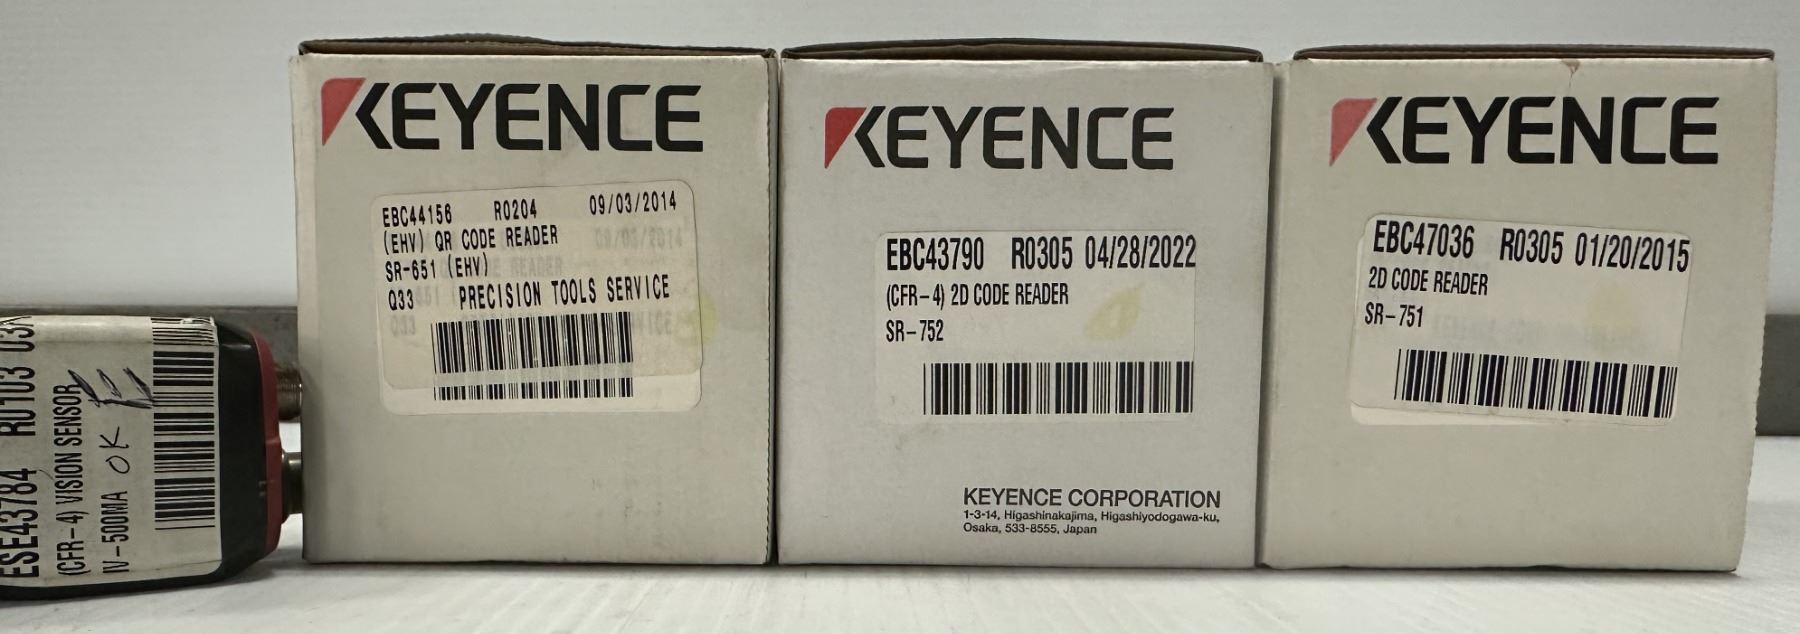 ESE43784 R0103
(CFR-4) VISION SENSOR
IV-500MA OK
KEYENCE
EBC44156 R0204 09/03/2014
(EHV) QR CODE READER
SR-651 (EHV)
Q33 PRECISION TOOLS SERVICE
KEYENCE
EBC43790 R0305 04/28/2022
(CFR-4) 2D CODE READER
SR-752
KEYENCE CORPORATION
1-3-14, Higashinakajima, Higashiyodogawa-ku,
Osaka, 533-8555, Japan
KEYENCE
EBC47036 R0305 01/20/2015
2D CODE READER
SR-751